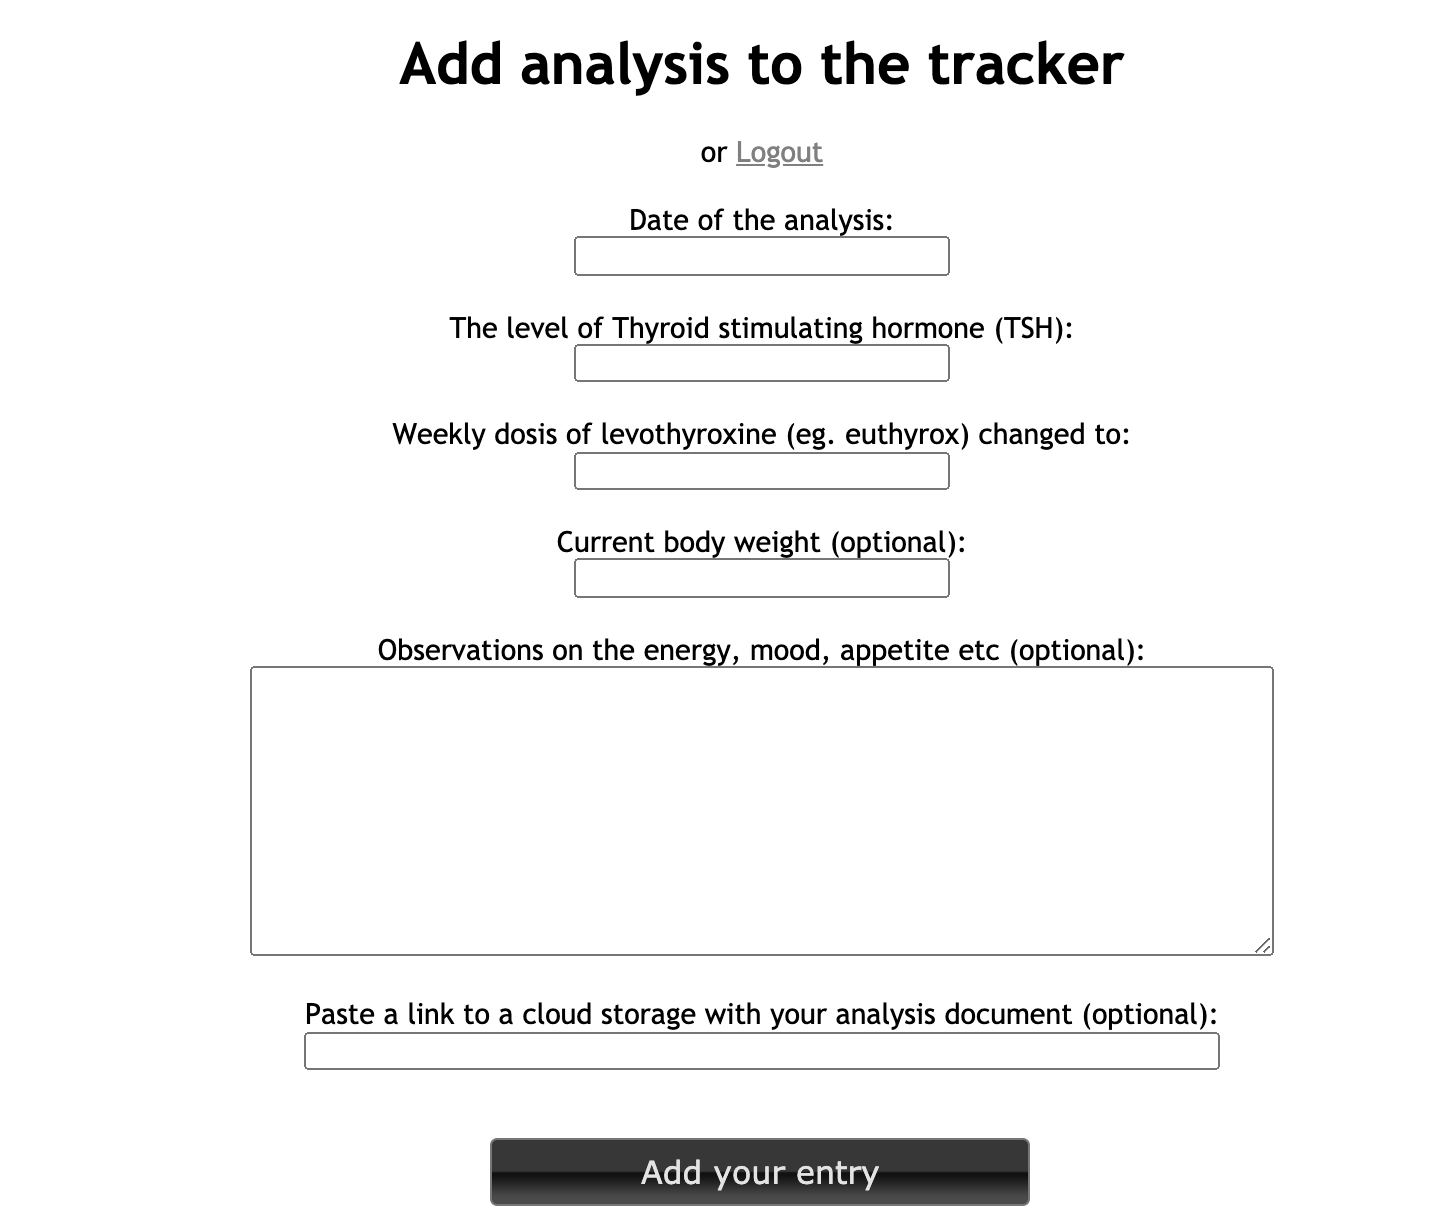 Add analysis to the tracker
or Logout
Date of the analysis:
The level of Thyroid stimulating hormone (TSH):
Weekly dosis of levothyroxine (eg. euthyrox) changed to:
Current body weight (optional):
Observations on the energy, mood, appetite etc (optional):
Paste a link to a cloud storage with your analysis document (optional):
Add your entry